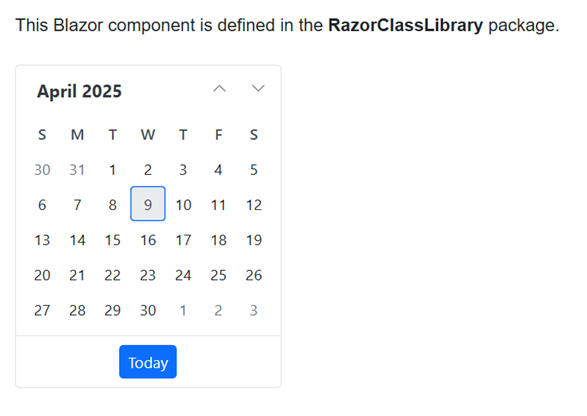 This Blazor component is defined in the RazorClassLibrary package.
April 2025
S M T W T F S
30 31 1 2 3 4 5
6 7 8 9 10 11 12
13 14 15 16 17 18 19
20 21 22 23 24 25 26
27 28 29 30 1 2 3
Today